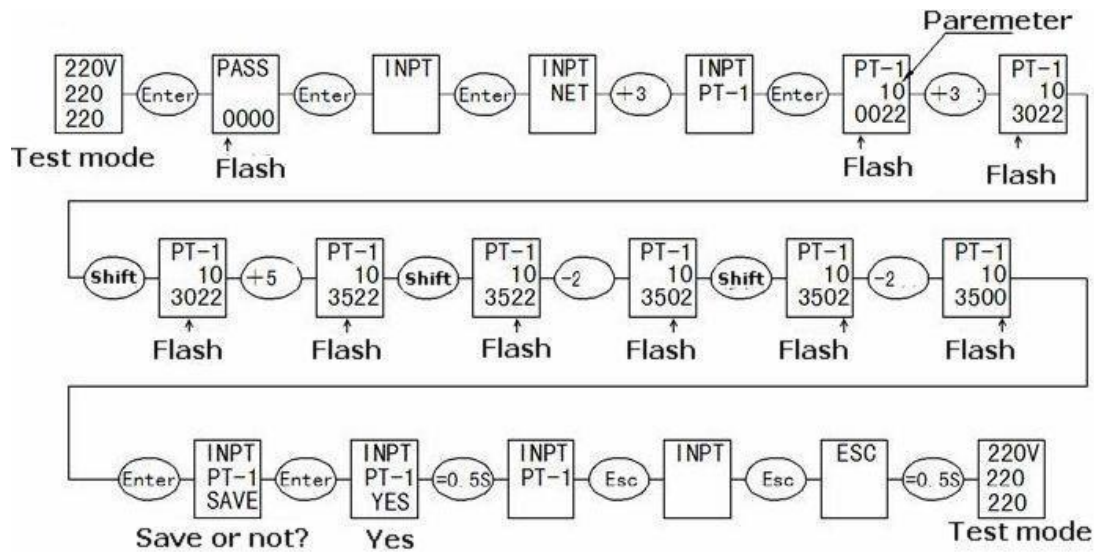 Paremeter
220V
220
220
Enter
PASS
0000
Enter
INPT
Enter
INPT
NET
+3
INPT
PT-1
Enter
PT-1
10
0022
+3
PT-1
10
3022
Test mode
Flash
Flash
Flash
Shift
PT-1
10
3022
+5
PT-1
10
3522
Shift
PT-1
10
3522
-2
PT-1
10
3502
Shift
PT-1
10
3502
-2
PT-1
10
3500
Flash
Flash
Flash
Flash
Flash
Flash
Enter
INPT
PT-1
SAVE
Enter
INPT
PT-1
YES
=0.5S
INPT
PT-1
Esc
INPT
Esc
ESC
=0.5S
220V
220
220
Save or not?
Yes
Test mode